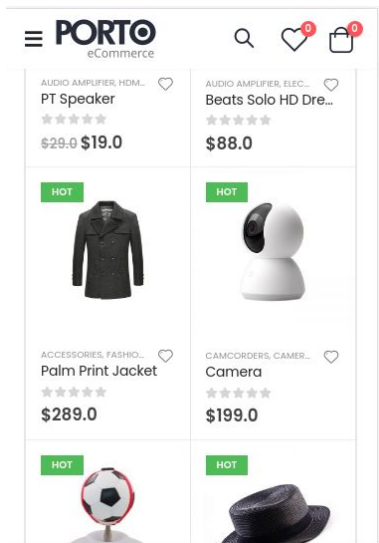 PORTO
eCommerce
0
0
AUDIO AMPLIFIER, HDM...
PT Speaker
$29.0 $19.0
AUDIO AMPLIFIER, ELEC...
Beats Solo HD Dre...
$88.0
HOT
ACCESSORIES, FASHIO...
Palm Print Jacket
$289.0
HOT
CAMCORDERS, CAMER...
Camera
$199.0
HOT
HOT